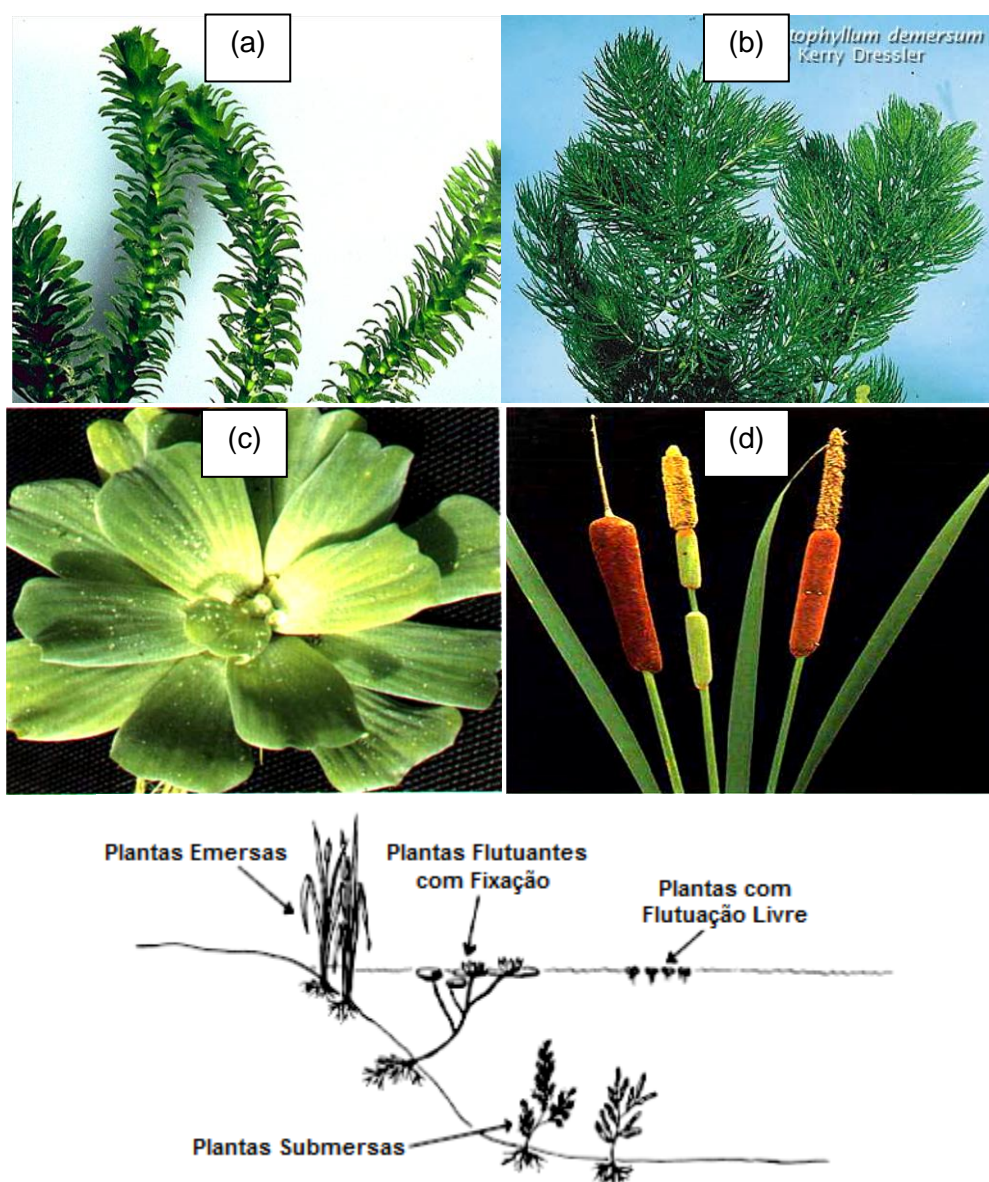 (a)
(b)
tophyllum demersum
Kerry Dressler
(c)
(d)
Plantas Emersas
Plantas Flutuantes
com Fixação
Plantas com
Flutuação Livre
Plantas Submersas